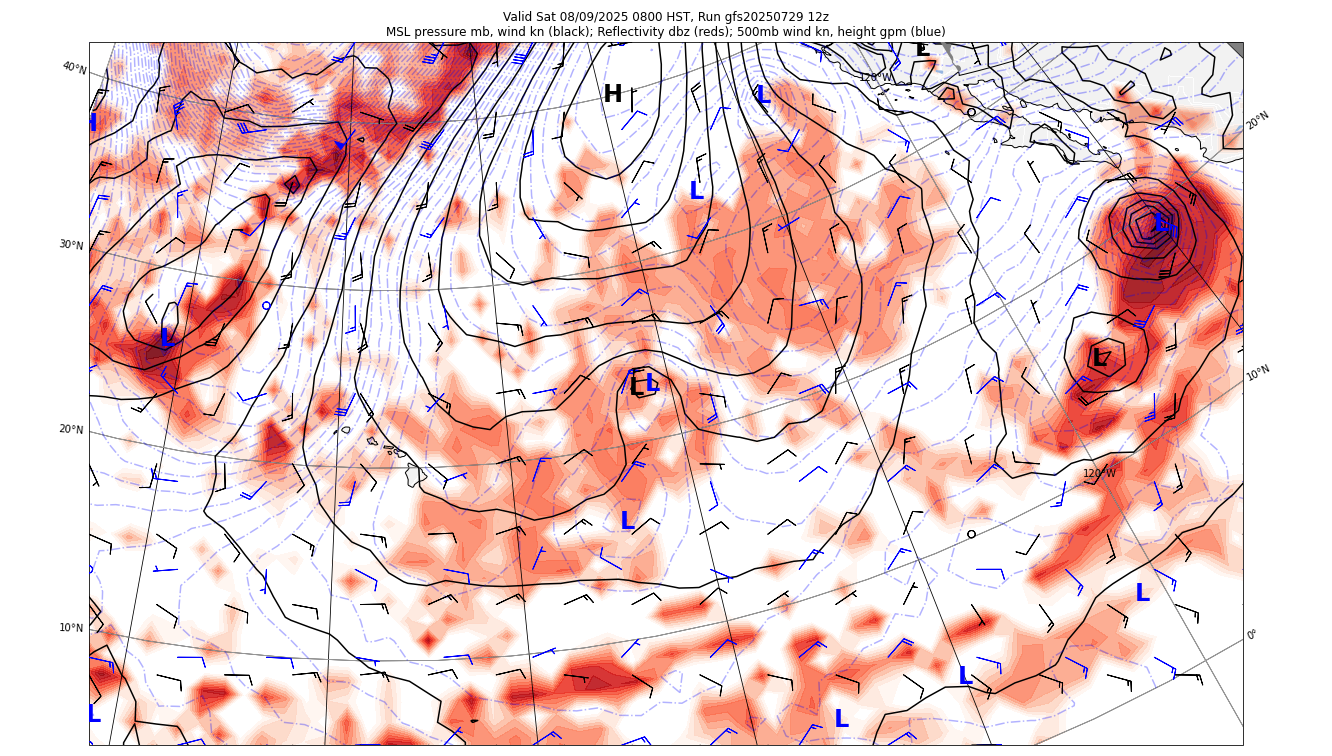 Valid Sat 08/09/2025 0800 HST, Run gfs20250729 12z
MSL pressure mb, wind kn (black); Reflectivity dbz (reds); 500mb wind kn, height gpm (blue)
L
40°N
120°W
H
L
H
20°N
L
L
30°N
L
L
10°N
L L
20°N
120°W
L
L
10°N
0°
L
L
L